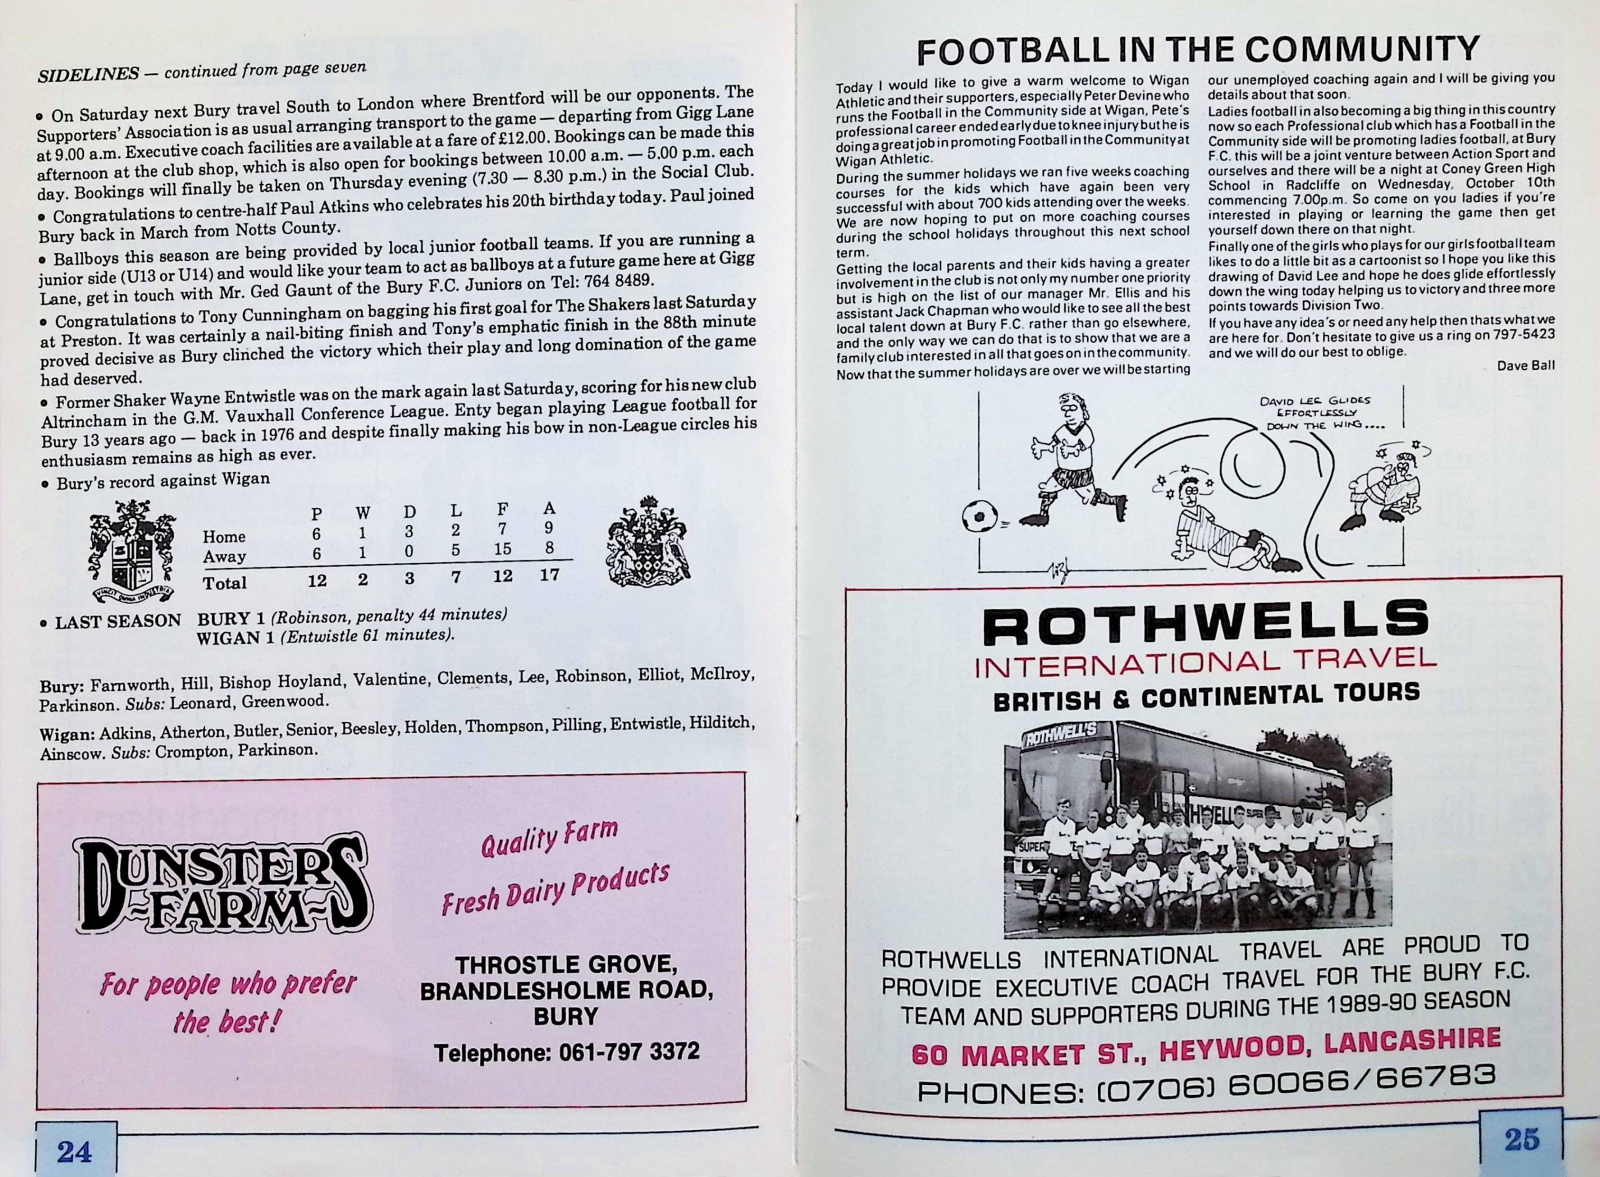 SIDELINES — continued from page seven
• On Saturday next Bury travel South to London where Brentford will be our opponents. The
Supporters' Association is as usual arranging transport to the game — departing from Gigg Lane
at 9.00 a.m. Executive coach facilities are available at a fare of £12.00. Bookings can be made this
afternoon at the club shop, which is also open for bookings between 10.00 a.m. — 5.00 p.m. each
day. Bookings will finally be taken on Thursday evening (7.30 — 8.30 p.m.) in the Social Club.
• Congratulations to centre-half Paul Atkins who celebrates his 20th birthday today. Paul joined
Bury back in March from Notts County.
• Ballboys this season are being provided by local junior football teams. If you are running a
junior side (U13 or U14) and would like your team to act as ballboys at a future game here at Gigg
Lane, get in touch with Mr. Ged Gaunt of the Bury F.C. Juniors on Tel: 764 8489.
• Congratulations to Tony Cunningham on bagging his first goal for The Shakers last Saturday
at Preston. It was certainly a nail-biting finish and Tony's emphatic finish in the 88th minute
proved decisive as Bury clinched the victory which their play and long domination of the game
had deserved.
• Former Shaker Wayne Entwistle was on the mark again last Saturday, scoring for his new club
Altrincham in the G.M. Vauxhall Conference League. Enty began playing League football for
Bury 13 years ago — back in 1976 and despite finally making his bow in non-League circles his
enthusiasm remains as high as ever.
• Bury's record against Wigan
P W D L F A
Home 6 1 3 2 7 9
Away 6 1 0 5 15 8
Total 12 2 3 7 12 17
VINCIT OMNIA INDUSTRIA
• LAST SEASON BURY 1 (Robinson, penalty 44 minutes)
WIGAN 1 (Entwistle 61 minutes).
Bury: Farnworth, Hill, Bishop Hoyland, Valentine, Clements, Lee, Robinson, Elliot, McIlroy,
Parkinson. Subs: Leonard, Greenwood.
Wigan: Adkins, Atherton, Butler, Senior, Beesley, Holden, Thompson, Pilling, Entwistle, Hilditch,
Ainscow. Subs: Crompton, Parkinson.
DUNSTERS
~FARM~
For people who prefer
the best!
Quality Farm
Fresh Dairy Products
THROSTLE GROVE,
BRANDLESHOLME ROAD,
BURY
Telephone: 061-797 3372
24
FOOTBALL IN THE COMMUNITY
Today I would like to give a warm welcome to Wigan
Athletic and their supporters, especially Peter Devine who
runs the Football in the Community side at Wigan, Pete's
professional career ended early due to knee injury but he is
doing a great job in promoting Football in the Community at
Wigan Athletic.
During the summer holidays we ran five weeks coaching
courses for the kids which have again been very
successful with about 700 kids attending over the weeks.
We are now hoping to put on more coaching courses
during the school holidays throughout this next school
term.
Getting the local parents and their kids having a greater
involvement in the club is not only my number one priority
but is high on the list of our manager Mr. Ellis and his
assistant Jack Chapman who would like to see all the best
local talent down at Bury F.C. rather than go elsewhere,
and the only way we can do that is to show that we are a
family club interested in all that goes on in the community.
Now that the summer holidays are over we will be starting
our unemployed coaching again and I will be giving you
details about that soon.
Ladies football in also becoming a big thing in this country
now so each Professional club which has a Football in the
Community side will be promoting ladies football, at Bury
F.C. this will be a joint venture between Action Sport and
ourselves and there will be a night at Coney Green High
School in Radcliffe on Wednesday, October 10th
commencing 7.00p.m. So come on you ladies if you're
interested in playing or learning the game then get
yourself down there on that night.
Finally one of the girls who plays for our girls football team
likes to do a little bit as a cartoonist so I hope you like this
drawing of David Lee and hope he does glide effortlessly
down the wing today helping us to victory and three more
points towards Division Two.
If you have any idea's or need any help then thats what we
are here for. Don't hesitate to give us a ring on 797-5423
and we will do our best to oblige.
Dave Ball
DAVID LEE GLIDES
EFFORTLESSLY
DOWN THE WING....
ROTHWELLS
INTERNATIONAL TRAVEL
BRITISH & CONTINENTAL TOURS
ROTHWELL'S
ROTHWELLS SUPER
SUPER
ROTHWELLS INTERNATIONAL TRAVEL ARE PROUD TO
PROVIDE EXECUTIVE COACH TRAVEL FOR THE BURY F.C.
TEAM AND SUPPORTERS DURING THE 1989-90 SEASON
60 MARKET ST., HEYWOOD, LANCASHIRE
PHONES: (0706) 60066/66783
25